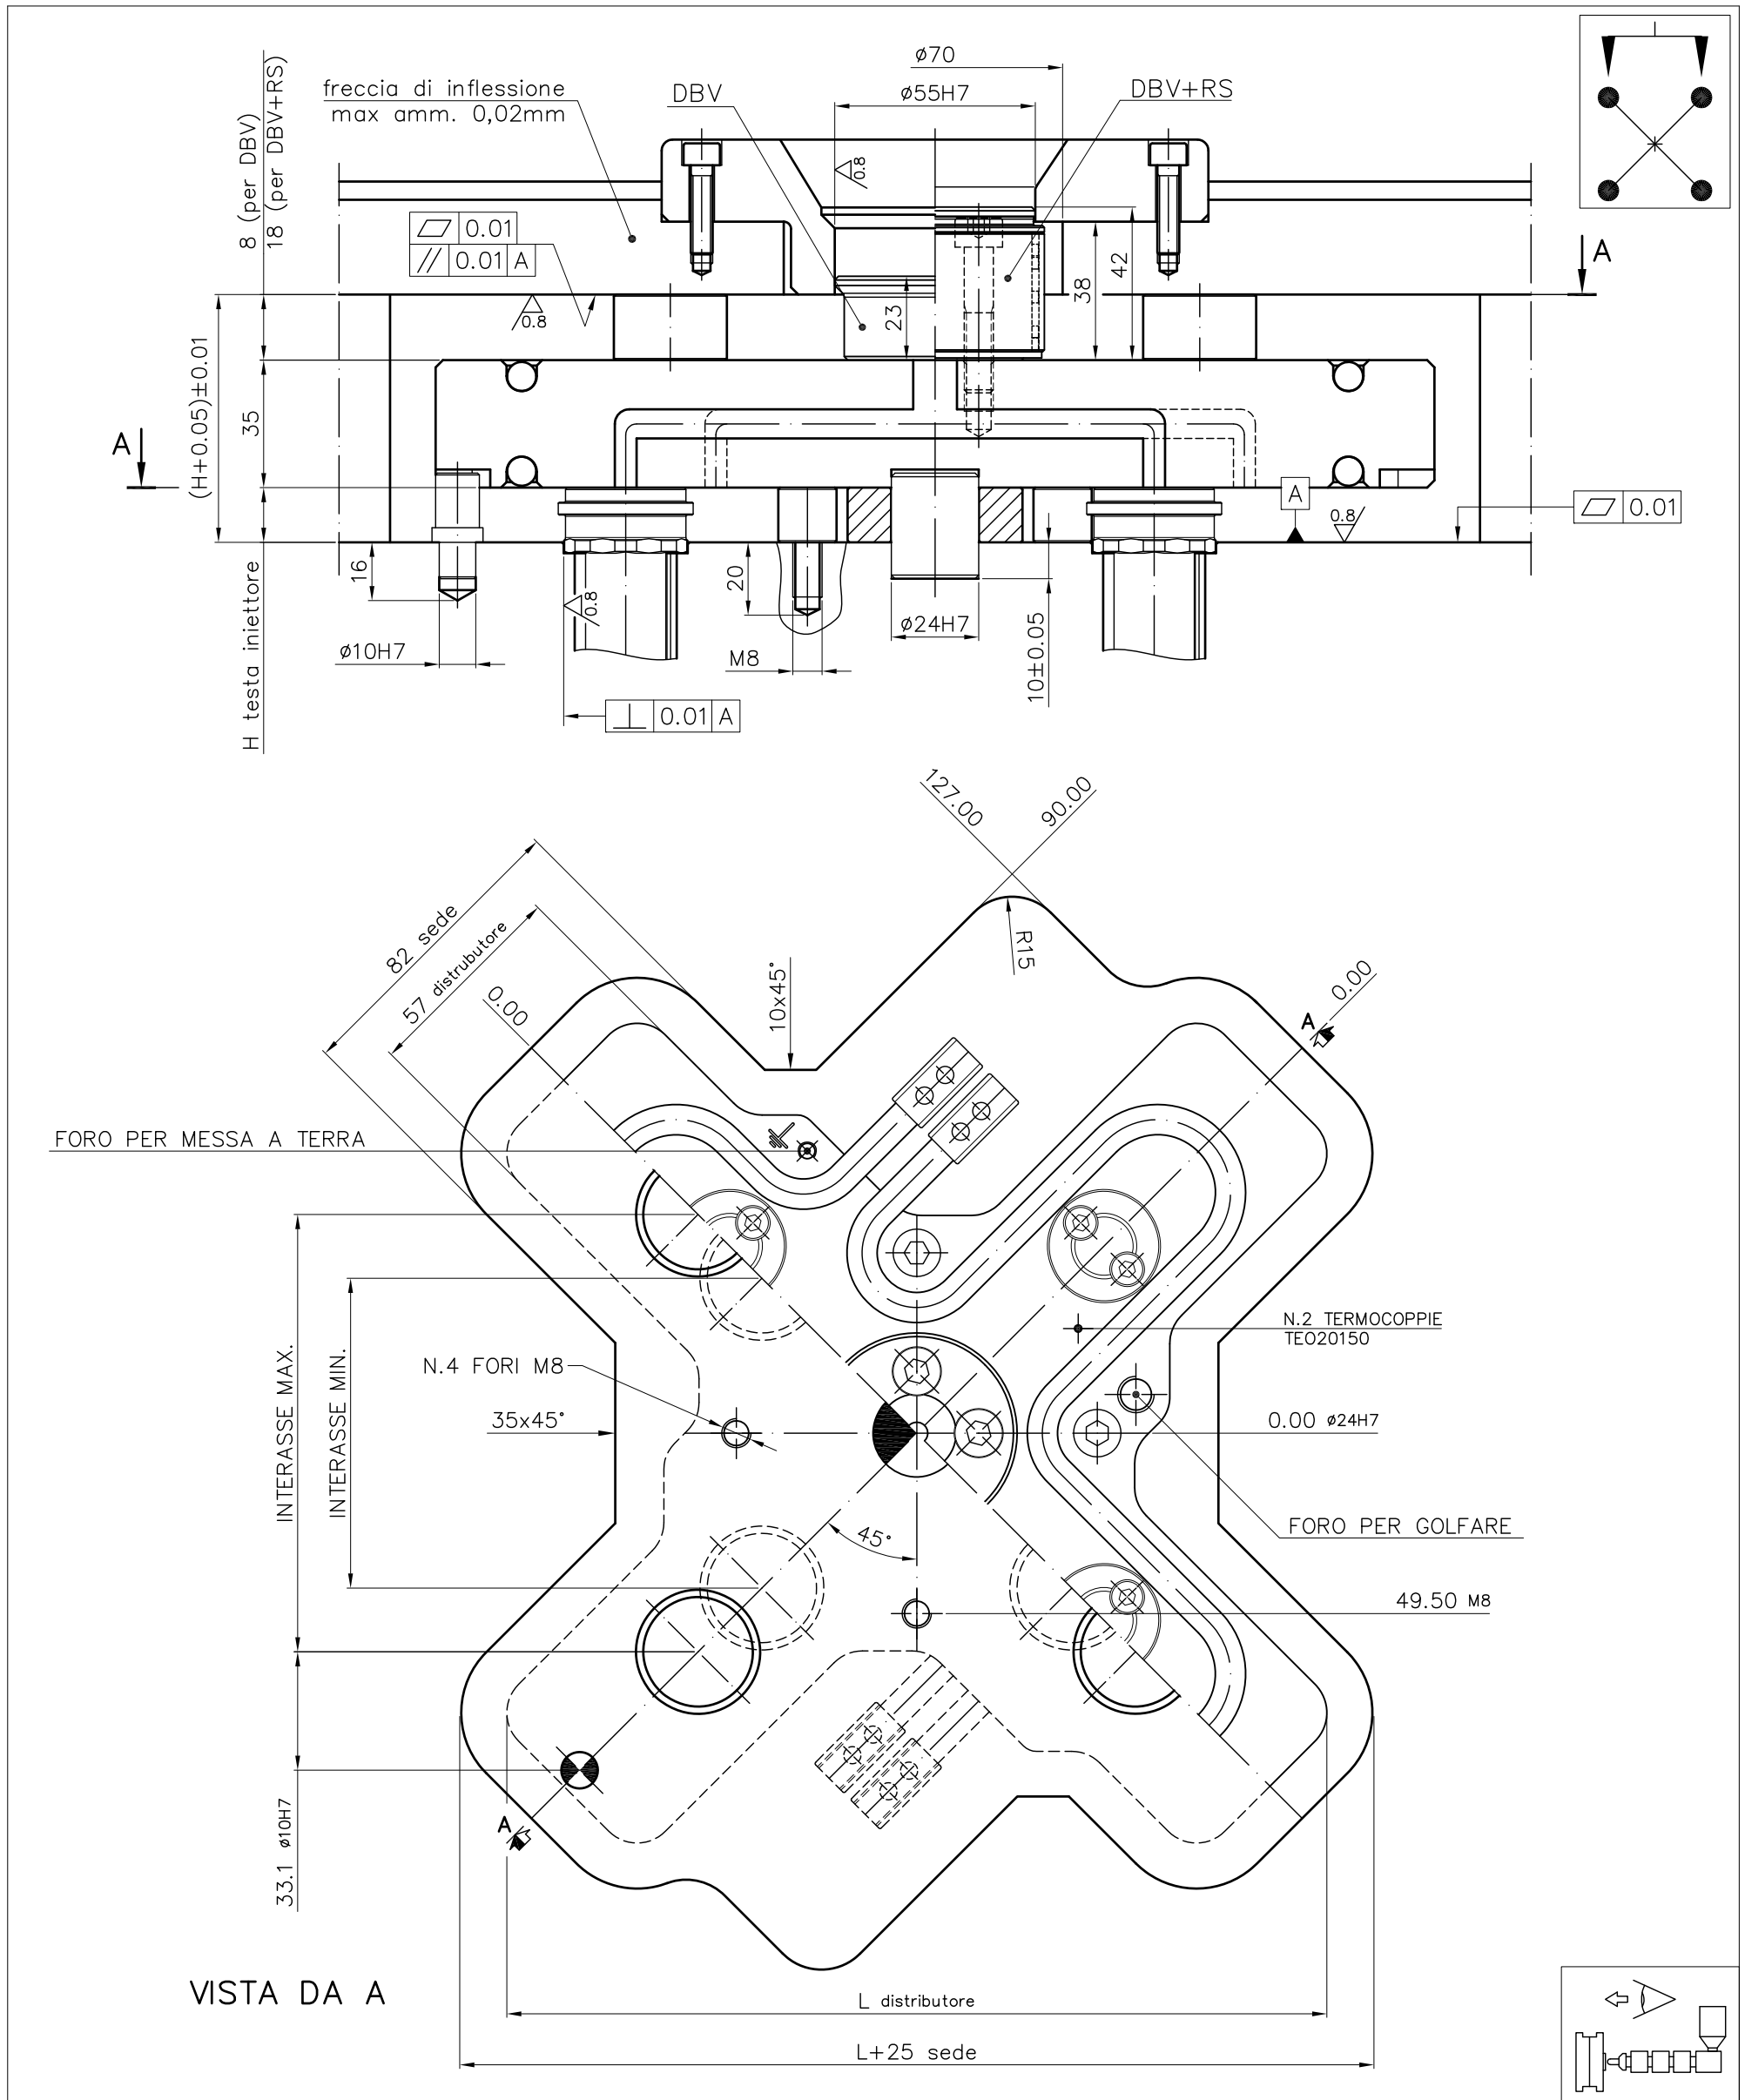 ø70
freccia di inflessione
max amm. 0,02mm
DBV
ø55H7
DBV+RS
8 (per DBV)
18 (per DBV+RS)
0.8
0.01
0.01 A
A
0.8
23
38
42
(H+0.05)±0.01
35
A
A
0.8
0.01
16
20
0.8
H testa iniettore
ø10H7
M8
ø24H7
10±0.05
0.01 A
127.00
90.00
82 sede
57 distrubutore
0.00
10x45°
R15
0.00
A
FORO PER MESSA A TERRA
N.2 TERMOCOPPIE
TEO20150
INTERASSE MAX.
INTERASSE MIN.
N.4 FORI M8
35x45°
0.00 ø24H7
45°
FORO PER GOLFARE
49.50 M8
33.1 ø10H7
A
VISTA DA A
L distributore
L+25 sede